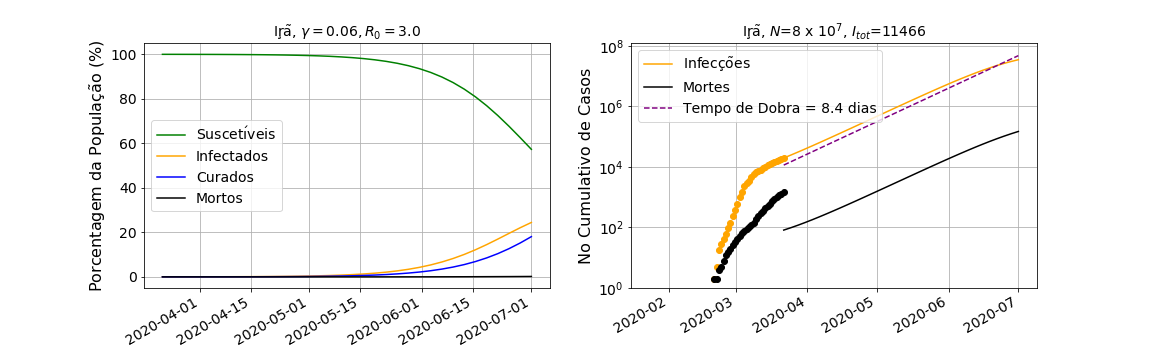 Irã, γ = 0.06, R₀ = 3.0
Porcentagem da População (%)
100
80
60
40
20
0
Suscetíveis
Infectados
Curados
Mortos
2020-04-01
2020-04-15
2020-05-01
2020-05-15
2020-06-01
2020-06-15
2020-07-01
Irã, N=8 x 10⁷, Iₜₒₜ=11466
No Cumulativo de Casos
10⁸
10⁶
10⁴
10²
10⁰
Infecções
Mortes
Tempo de Dobra = 8.4 dias
2020-02
2020-03
2020-04
2020-05
2020-06
2020-07